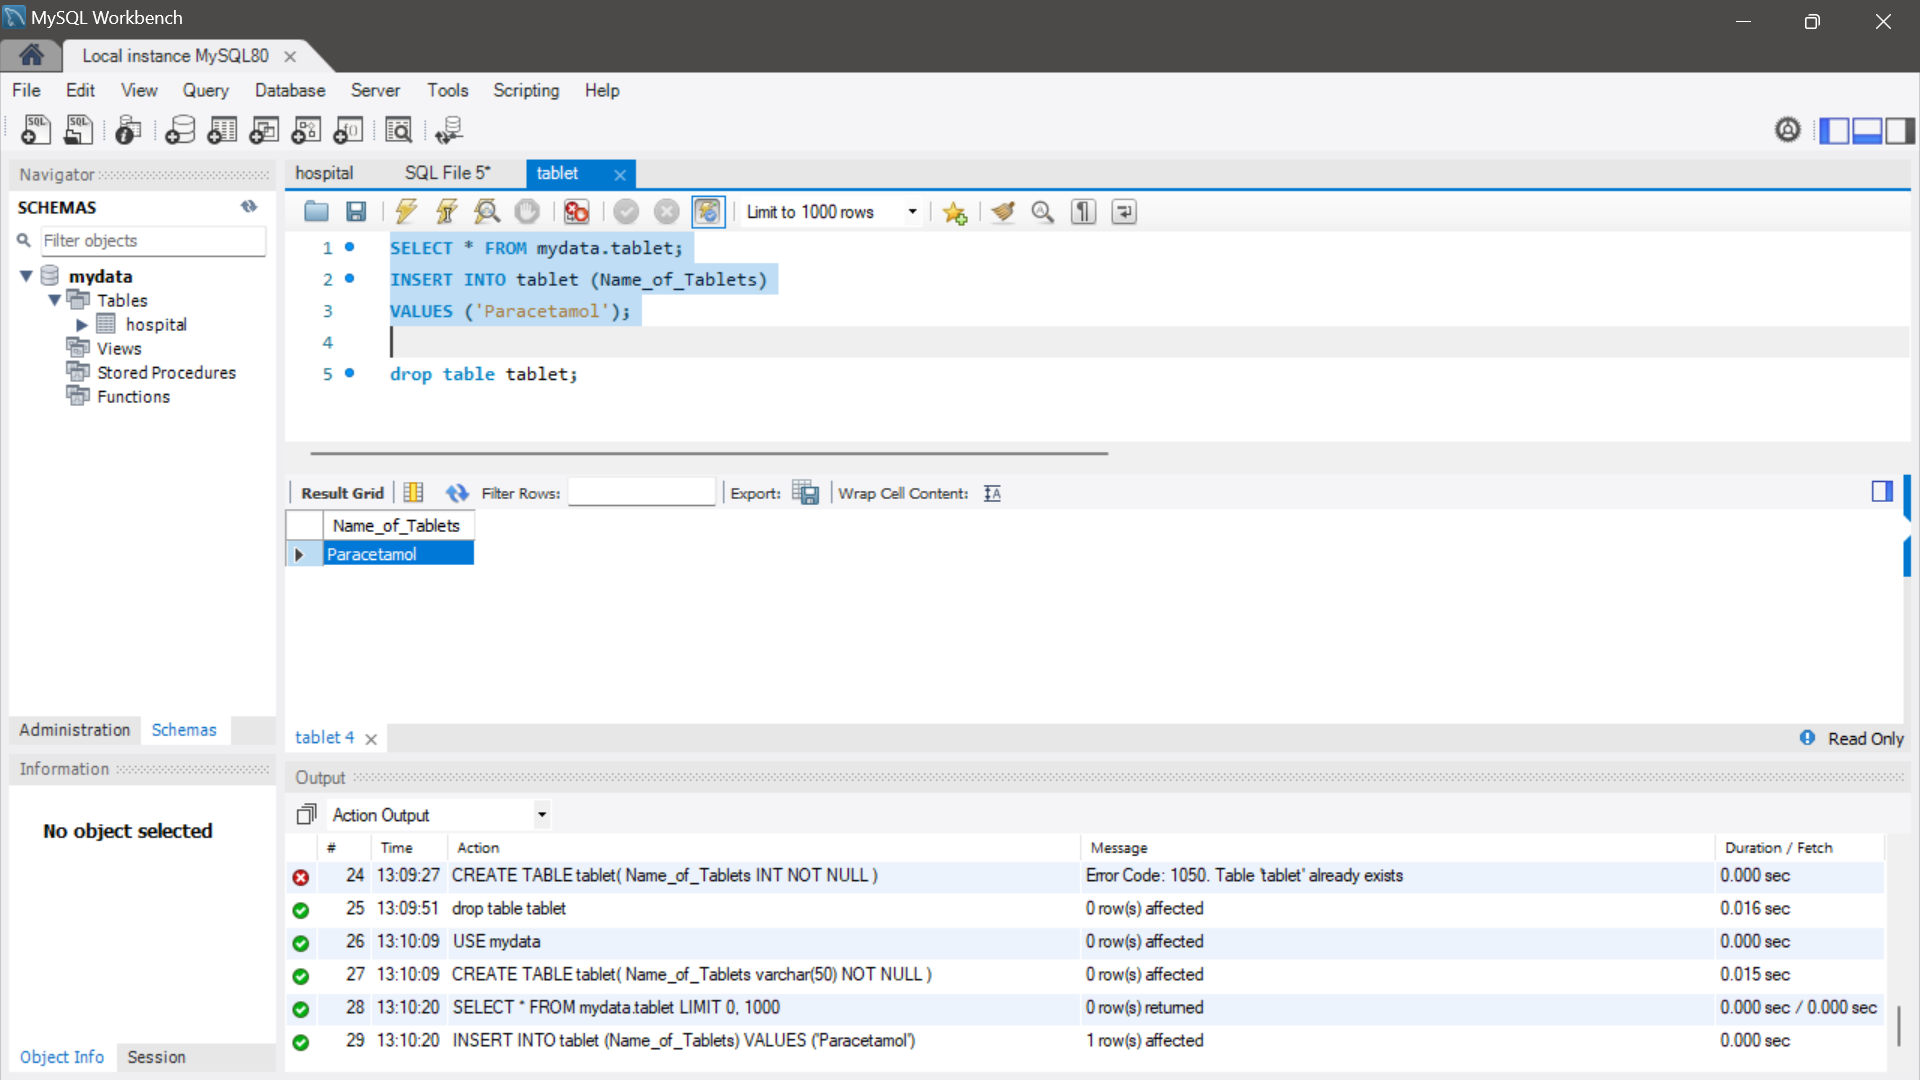 MySQL Workbench
Local instance MySQL80
File Edit View Query Database Server Tools Scripting Help
Navigator
SCHEMAS
Filter objects
mydata
Tables
hospital
Views
Stored Procedures
Functions
Administration Schemas
Information
No object selected
Object Info Session
hospital SQL File 5* tablet
Limit to 1000 rows
1 SELECT * FROM mydata.tablet;
2 INSERT INTO tablet (Name_of_Tablets)
3 VALUES ('Paracetamol');
4
5 drop table tablet;
Result Grid Filter Rows: Export: Wrap Cell Content:
Name_of_Tablets
Paracetamol
tablet 4 Read Only
Output
Action Output
# Time Action Message Duration / Fetch
24 13:09:27 CREATE TABLE tablet( Name_of_Tablets INT NOT NULL ) Error Code: 1050. Table 'tablet' already exists 0.000 sec
25 13:09:51 drop table tablet 0 row(s) affected 0.016 sec
26 13:10:09 USE mydata 0 row(s) affected 0.000 sec
27 13:10:09 CREATE TABLE tablet( Name_of_Tablets varchar(50) NOT NULL ) 0 row(s) affected 0.015 sec
28 13:10:20 SELECT * FROM mydata.tablet LIMIT 0, 1000 0 row(s) returned 0.000 sec / 0.000 sec
29 13:10:20 INSERT INTO tablet (Name_of_Tablets) VALUES ('Paracetamol') 1 row(s) affected 0.000 sec